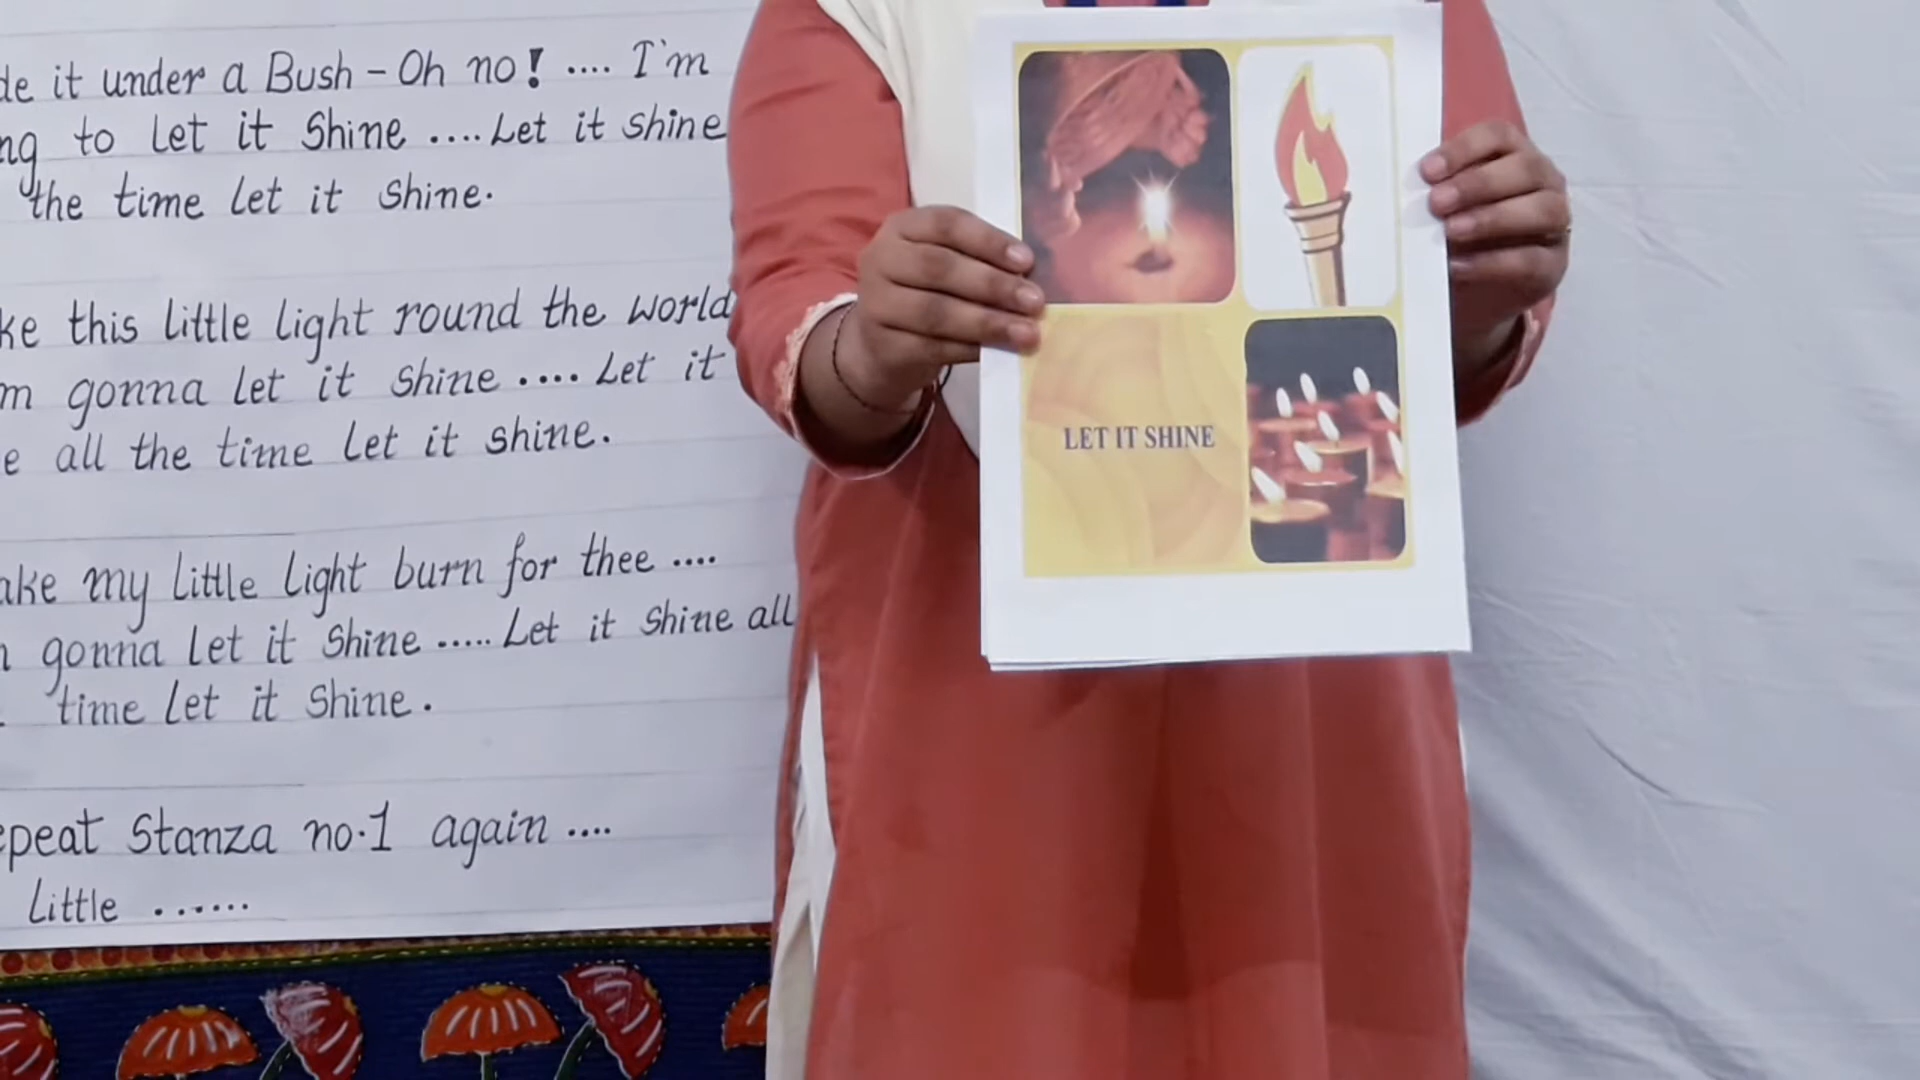 it under a Bush - Oh no! .... I'm
to Let it Shine .... Let it shine
the time Let it Shine.
this little light round the world
gonna let it Shine .... Let it
all the time Let it shine.
my Little Light burn for thee ....
gonna Let it Shine ..... Let it Shine all
time Let it Shine.
Stanza no.1 again ....
Little ......
LET IT SHINE